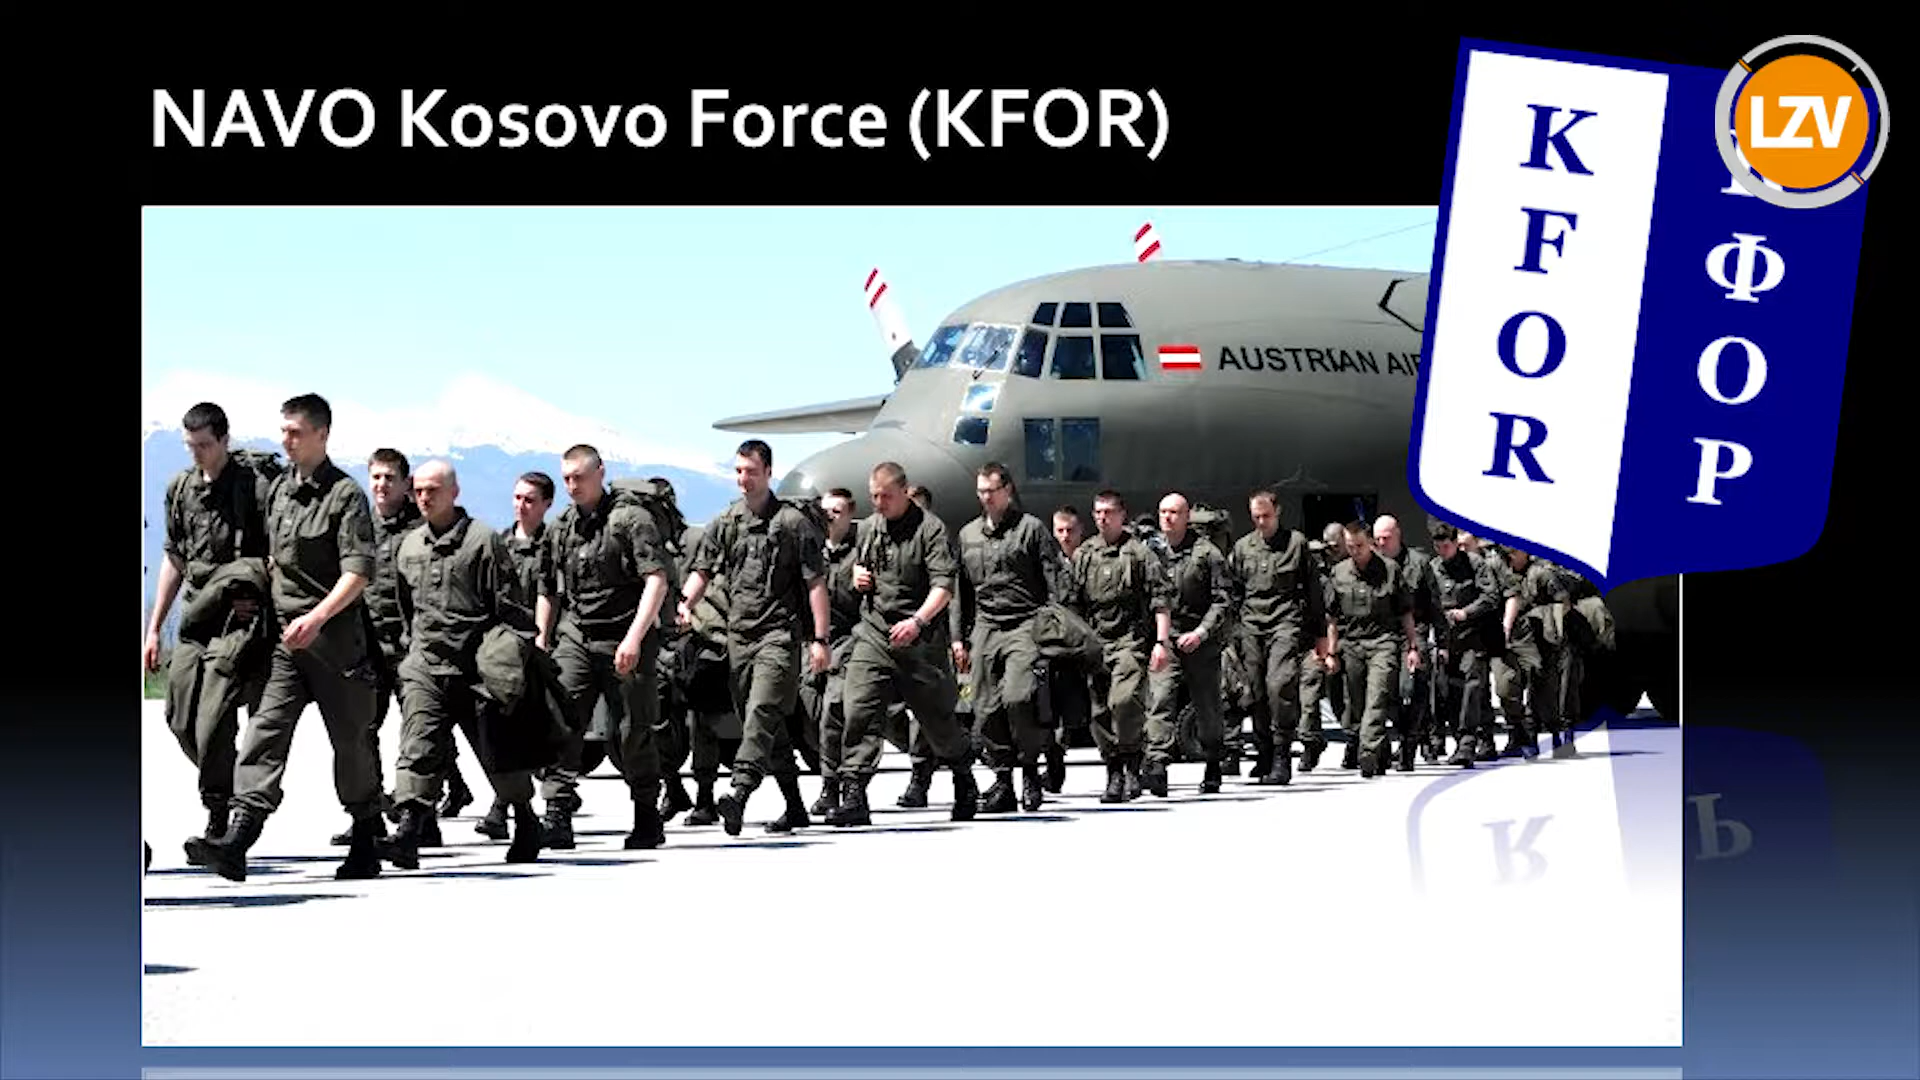 NAVO Kosovo Force (KFOR)
LZV
K
F
O
R
Ф
О
Р
AUSTRIAN AI